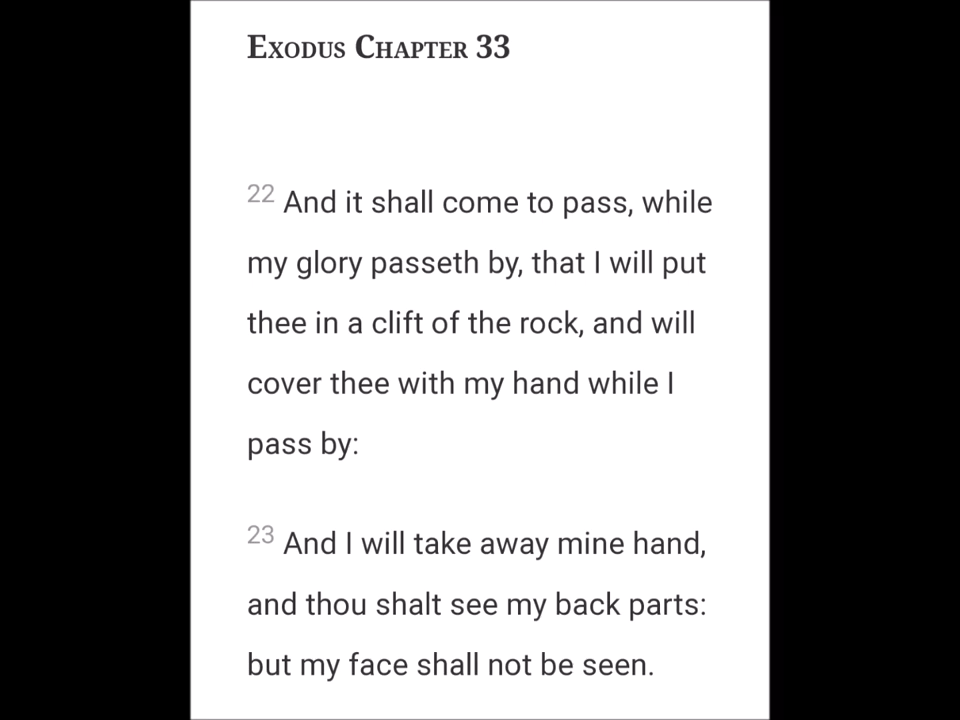 Exodus Chapter 33
22 And it shall come to pass, while
my glory passeth by, that I will put
thee in a clift of the rock, and will
cover thee with my hand while I
pass by:
23 And I will take away mine hand,
and thou shalt see my back parts:
but my face shall not be seen.